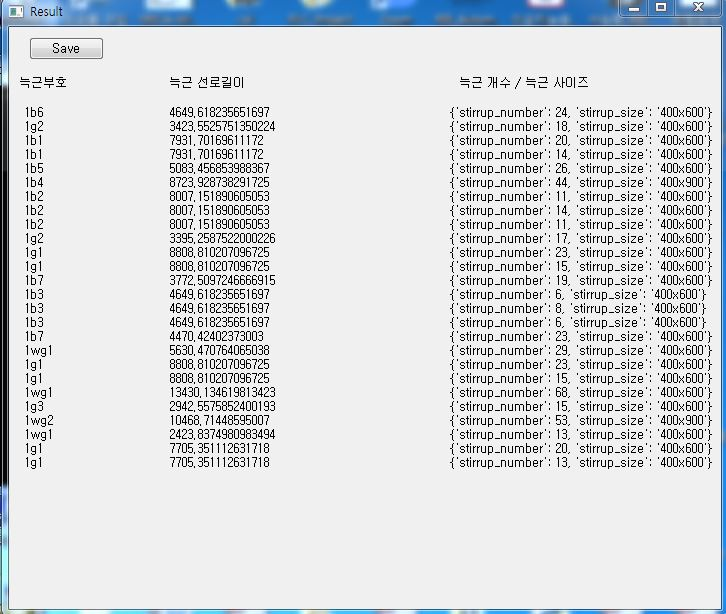 Result
Save
늑근부호 늑근 선로길이 늑근 개수 / 늑근 사이즈
1b6 4649,618235651697 {'stirrup_number': 24, 'stirrup_size': '400x600'}
1g2 3423,5525751350224 {'stirrup_number': 18, 'stirrup_size': '400x600'}
1b1 7931,70169611172 {'stirrup_number': 20, 'stirrup_size': '400x600'}
1b1 7931,70169611172 {'stirrup_number': 14, 'stirrup_size': '400x600'}
1b5 5083,456853988367 {'stirrup_number': 26, 'stirrup_size': '400x600'}
1b4 8723,928738291725 {'stirrup_number': 44, 'stirrup_size': '400x900'}
1b2 8007,151890605053 {'stirrup_number': 11, 'stirrup_size': '400x600'}
1b2 8007,151890605053 {'stirrup_number': 14, 'stirrup_size': '400x600'}
1b2 8007,151890605053 {'stirrup_number': 11, 'stirrup_size': '400x600'}
1g2 3395,2587522000226 {'stirrup_number': 17, 'stirrup_size': '400x600'}
1g1 8808,810207096725 {'stirrup_number': 23, 'stirrup_size': '400x600'}
1g1 8808,810207096725 {'stirrup_number': 15, 'stirrup_size': '400x600'}
1b7 3772,5097246666915 {'stirrup_number': 19, 'stirrup_size': '400x600'}
1b3 4649,618235651697 {'stirrup_number': 6, 'stirrup_size': '400x600'}
1b3 4649,618235651697 {'stirrup_number': 8, 'stirrup_size': '400x600'}
1b3 4649,618235651697 {'stirrup_number': 6, 'stirrup_size': '400x600'}
1b7 4470,42402373003 {'stirrup_number': 23, 'stirrup_size': '400x600'}
1wg1 5630,470764065038 {'stirrup_number': 29, 'stirrup_size': '400x600'}
1g1 8808,810207096725 {'stirrup_number': 23, 'stirrup_size': '400x600'}
1g1 8808,810207096725 {'stirrup_number': 15, 'stirrup_size': '400x600'}
1wg1 13430,134619813423 {'stirrup_number': 68, 'stirrup_size': '400x600'}
1g3 2942,5575852400193 {'stirrup_number': 15, 'stirrup_size': '400x600'}
1wg2 10468,71448595007 {'stirrup_number': 53, 'stirrup_size': '400x900'}
1wg1 2423,8374980983494 {'stirrup_number': 13, 'stirrup_size': '400x600'}
1g1 7705,351112631718 {'stirrup_number': 20, 'stirrup_size': '400x600'}
1g1 7705,351112631718 {'stirrup_number': 13, 'stirrup_size': '400x600'}